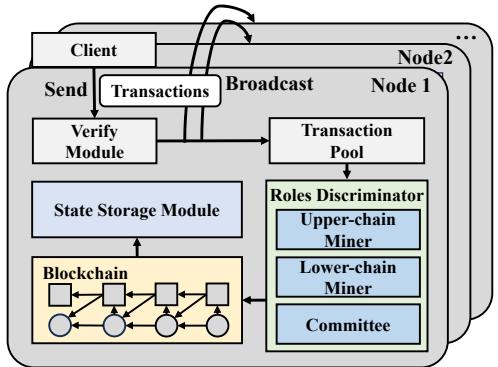 ...
Client
Node2
Send
Transactions
Broadcast
Node 1
Verify
Module
Transaction
Pool
Roles Discriminator
State Storage Module
Upper-chain
Miner
Blockchain
Lower-chain
Miner
Committee